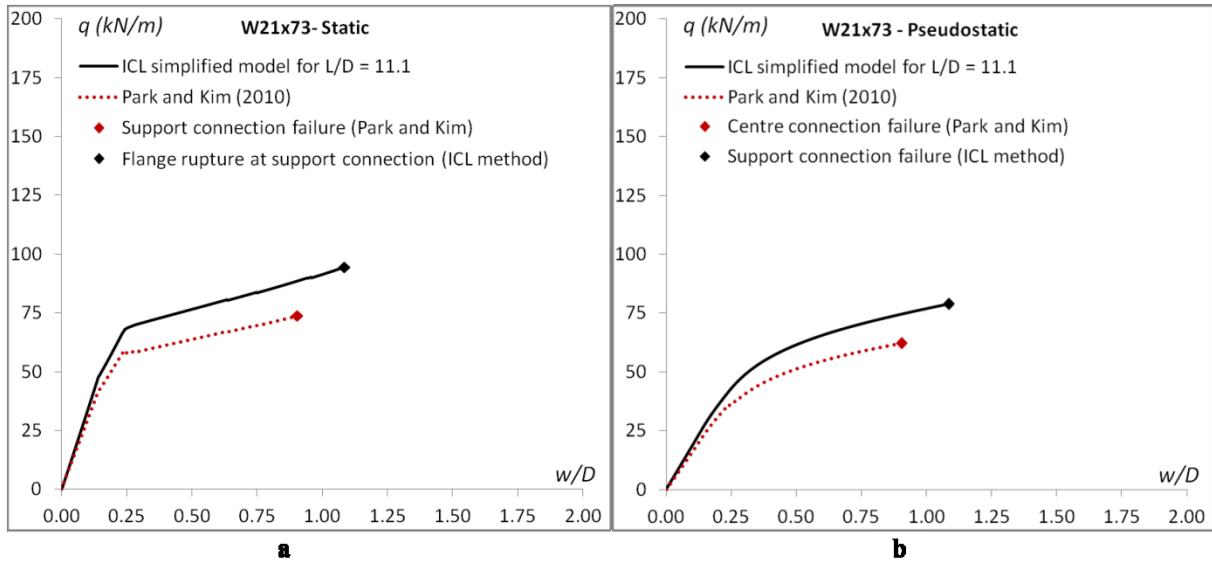 200
q (kN/m)
W21x73- Static
ICL simplified model for L/D = 11.1
175
Park and Kim (2010)
150
Support connection failure (Park and Kim)
Flange rupture at support connection (ICL method)
125
100
75
50
25
w/D
0
0.00 0.25 0.50 0.75 1.00 1.25 1.50 1.75 2.00
a
200
q (kN/m)
W21x73 - Pseudostatic
ICL simplified model for L/D = 11.1
175
Park and Kim (2010)
150
Centre connection failure (Park and Kim)
Support connection failure (ICL method)
125
100
75
50
25
w/D
0
0.00 0.25 0.50 0.75 1.00 1.25 1.50 1.75 2.00
b